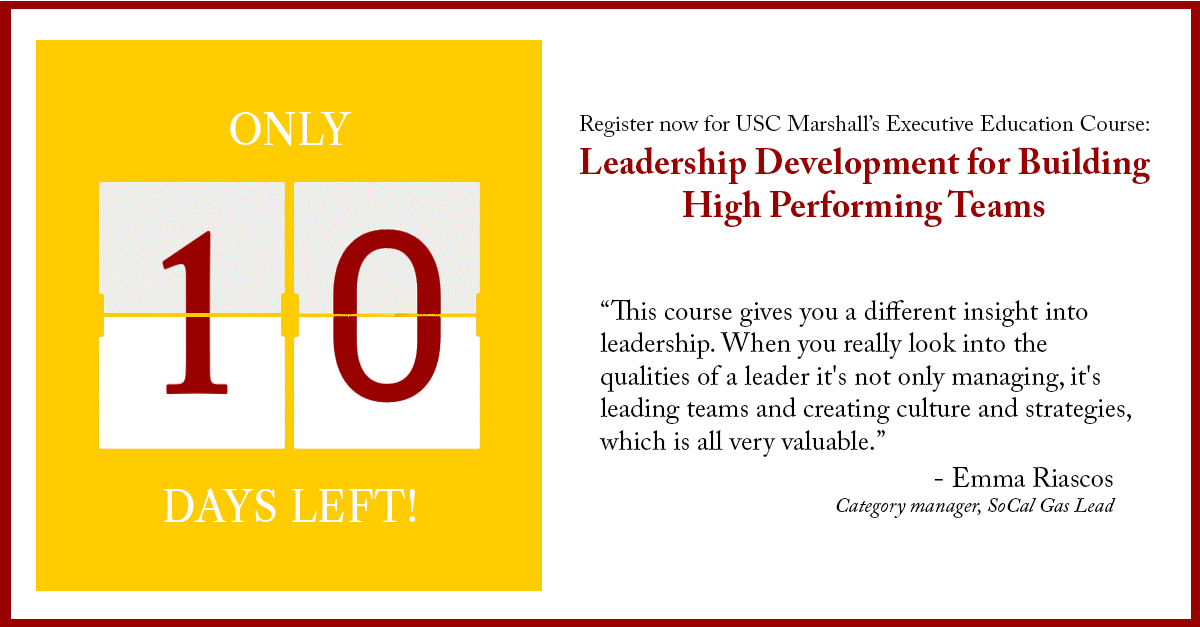 ONLY
10
DAYS LEFT!
Register now for USC Marshall’s Executive Education Course:
Leadership Development for Building
High Performing Teams
“This course gives you a different insight into
leadership. When you really look into the
qualities of a leader it's not only managing, it's
leading teams and creating culture and strategies,
which is all very valuable.”
- Emma Riascos
Category manager, SoCal Gas Lead